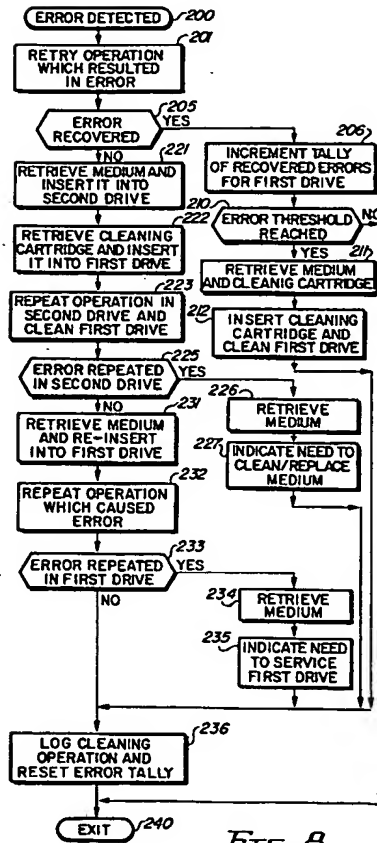 ERROR DETECTED
200
201
RETRY OPERATION
WHICH RESULTED
IN ERROR
205
ERROR
RECOVERED
YES
NO
206
INCREMENT TALLY
OF RECOVERED ERRORS
FOR FIRST DRIVE
210
ERROR THRESHOLD
REACHED
NO
YES
211
RETRIEVE MEDIUM
AND CLEANIG CARTRIDGE
212
INSERT CLEANING
CARTRIDGE AND
CLEAN FIRST DRIVE
221
RETRIEVE MEDIUM AND
INSERT IT INTO
SECOND DRIVE
222
RETRIEVE CLEANING
CARTRIDGE AND INSERT
IT INTO FIRST DRIVE
223
REPEAT OPERATION IN
SECOND DRIVE AND
CLEAN FIRST DRIVE
225
ERROR REPEATED
IN SECOND DRIVE
YES
NO
226
RETRIEVE
MEDIUM
227
INDICATE NEED TO
CLEAN/REPLACE
MEDIUM
231
RETRIEVE MEDIUM
AND RE-INSERT
INTO FIRST DRIVE
232
REPEAT OPERATION
WHICH CAUSED
ERROR
233
ERROR REPEATED
IN FIRST DRIVE
YES
NO
234
RETRIEVE
MEDIUM
235
INDICATE NEED
TO SERVICE
FIRST DRIVE
236
LOG CLEANING
OPERATION AND
RESET ERROR TALLY
EXIT
240